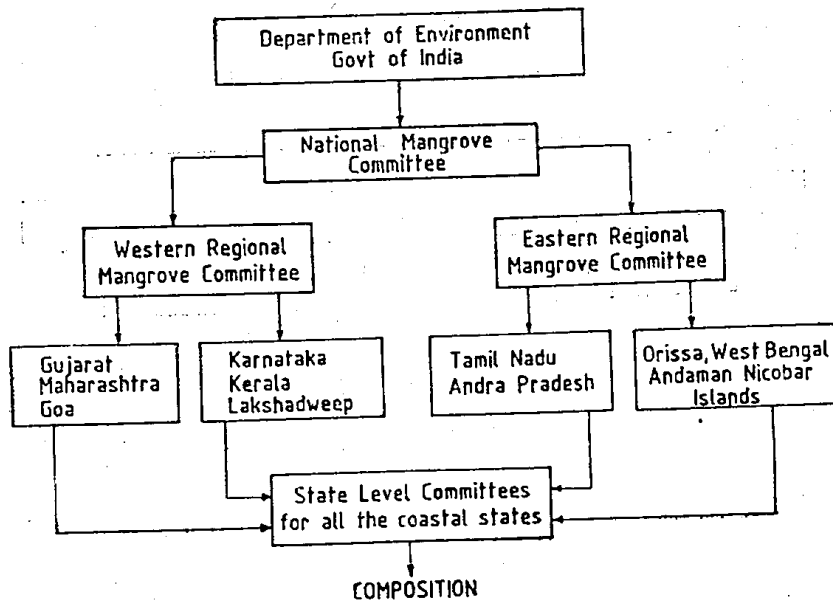 Department of Environment
Govt of India
National Mangrove
Committee
Western Regional
Mangrove Committee
Eastern Regional
Mangrove Committee
Gujarat
Maharashtra
Goa
Karnataka
Kerala
Lakshadweep
Tamil Nadu
Andra Pradesh
Orissa, West Bengal
Andaman Nicobar
Islands
State Level Committees
for all the coastal states
COMPOSITION